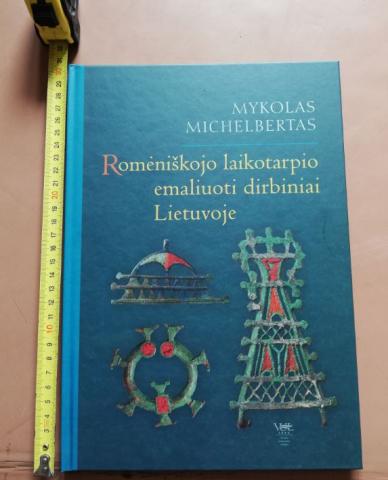 MYKOLAS
MICHELBERTAS
Romėniškojo laikotarpio
emaliuoti dirbiniai
Lietuvoje